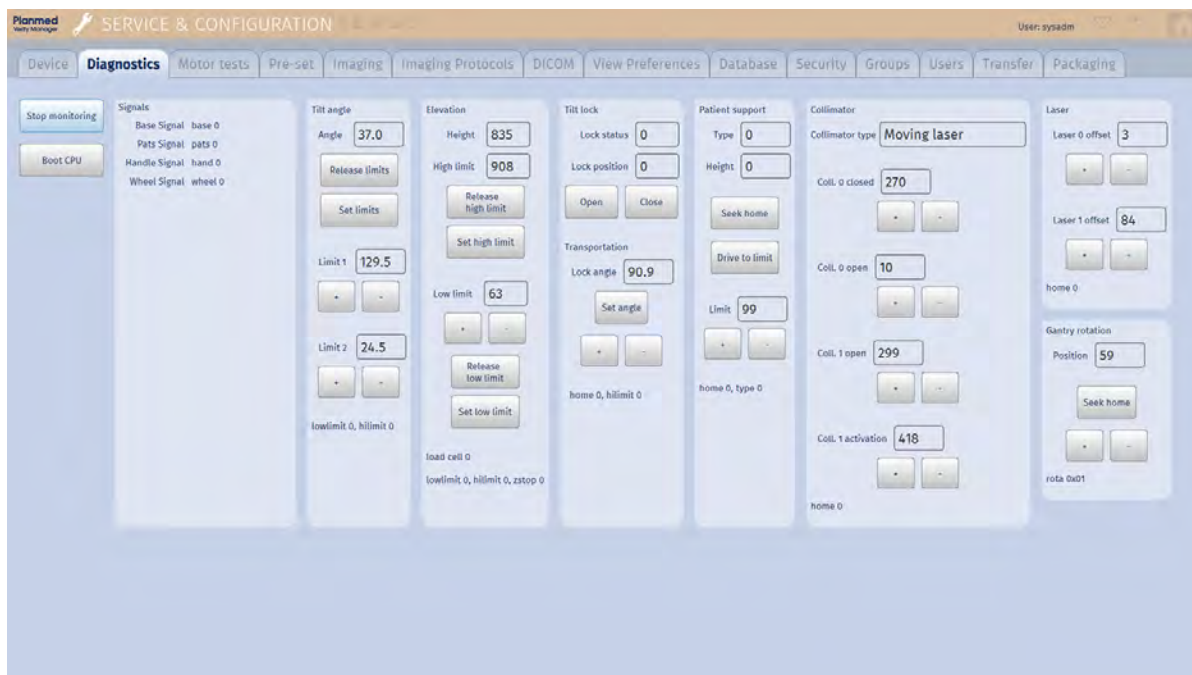 Planmed
Verity Manager
SERVICE & CONFIGURATION
User: sysadm
Device Diagnostics Motor tests Pre-set Imaging Imaging Protocols DICOM View Preferences Database Security Groups Users Transfer Packaging
Stop monitoring
Boot CPU
Signals
Base Signal base 0
Pats Signal pats 0
Handle Signal hand 0
Wheel Signal wheel 0
Tilt angle
Angle 37.0
Release limits
Set limits
Limit 1 129.5
+ -
Limit 2 24.5
+ -
lowlimit 0, hilimit 0
Elevation
Height 835
High limit 908
Release
high limit
Set high limit
Low limit 63
+ -
Release
low limit
Set low limit
load cell 0
lowlimit 0, hilimit 0, zstop 0
Tilt lock
Lock status 0
Lock position 0
Open Close
Transportation
Lock angle 90.9
Set angle
+ -
home 0, hilimit 0
Patient support
Type 0
Height 0
Seek home
Drive to limit
Limit 99
+ -
home 0, type 0
Collimator
Collimator type Moving laser
Coll. 0 closed 270
+ -
Coll. 0 open 10
+ -
Coll. 1 open 299
+ -
Coll. 1 activation 418
+ -
home 0
Laser
Laser 0 offset 3
+ -
Laser 1 offset 84
+ -
home 0
Gantry rotation
Position 59
Seek home
+ -
rota 0x01